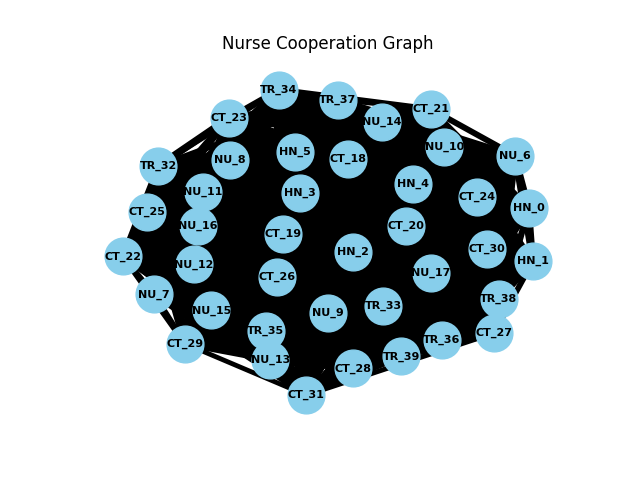 Nurse Cooperation Graph
TR_34
TR_37
CT_21
CT_23
NU_14
NU_10
HN_5
CT_18
NU_6
NU_8
TR_32
HN_4
NU_11
HN_3
CT_24
HN_0
CT_25
NU_16
CT_20
CT_19
CT_30
HN_2
CT_22
HN_1
NU_12
NU_17
CT_26
NU_7
TR_38
TR_33
NU_15
NU_9
TR_35
CT_27
TR_36
CT_29
TR_39
NU_13
CT_28
CT_31